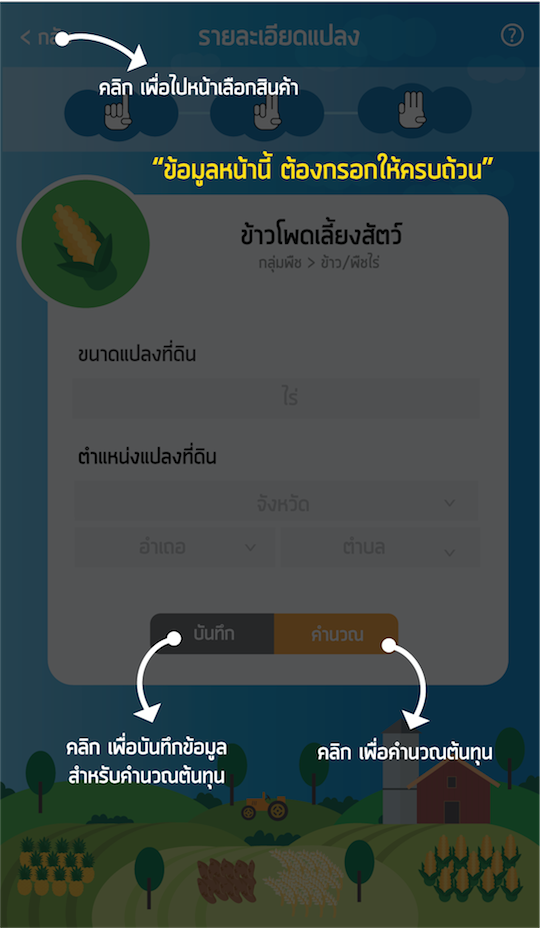 < กลับ
รายละเอียดแปลง
?
คลิก เพื่อไปหน้าเลือกสินค้า
“ข้อมูลหน้านี้ ต้องกรอกให้ครบถ้วน”
ข้าวโพดเลี้ยงสัตว์
กลุ่มพืช > ข้าว/พืชไร่
ขนาดแปลงที่ดิน
ไร่
ตำแหน่งแปลงที่ดิน
จังหวัด
อำเถอ ตำบล
บันทึก คำนวณ
คลิก เพื่อบันทึกข้อมูล
สำหรับคำนวณต้นทุน
คลิก เพื่อคำนวณต้นทุน